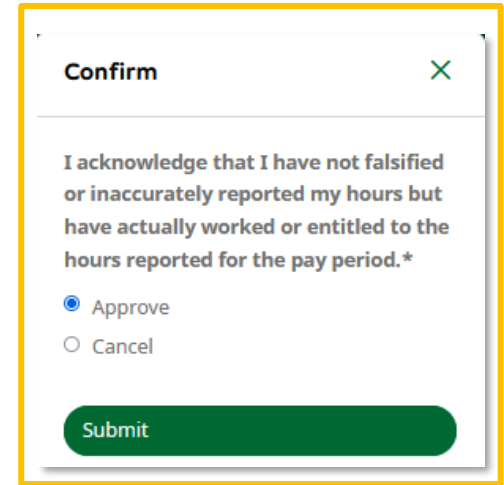 Confirm
I acknowledge that I have not falsified
or inaccurately reported my hours but
have actually worked or entitled to the
hours reported for the pay period.*
Approve
Cancel
Submit